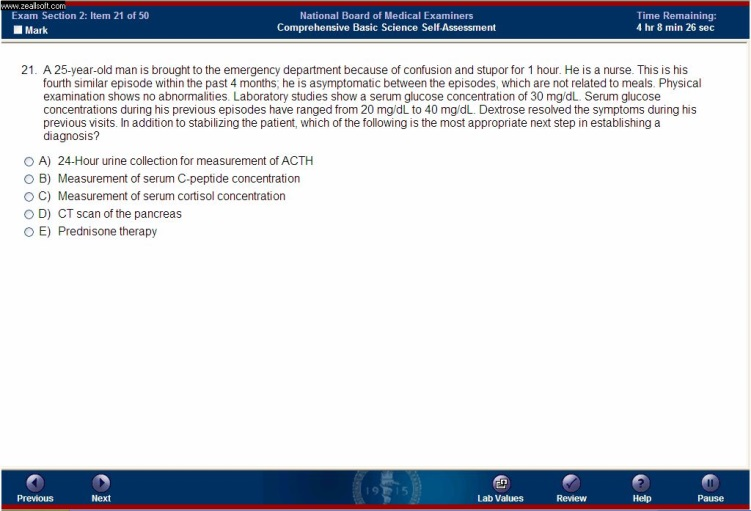 www.zeallsoft.com
Exam Section 2: Item 21 of 50
National Board of Medical Examiners
Time Remaining:
Mark
Comprehensive Basic Science Self-Assessment
4 hr 8 min 26 sec
21. A 25-year-old man is brought to the emergency department because of confusion and stupor for 1 hour. He is a nurse. This is his
fourth similar episode within the past 4 months; he is asymptomatic between the episodes, which are not related to meals. Physical
examination shows no abnormalities. Laboratory studies show a serum glucose concentration of 30 mg/dL. Serum glucose
concentrations during his previous episodes have ranged from 20 mg/dL to 40 mg/dL. Dextrose resolved the symptoms during his
previous visits. In addition to stabilizing the patient, which of the following is the most appropriate next step in establishing a
diagnosis?
A) 24-Hour urine collection for measurement of ACTH
B) Measurement of serum C-peptide concentration
C) Measurement of serum cortisol concentration
D) CT scan of the pancreas
E) Prednisone therapy
1915
Previous
Next
Lab Values
Review
Help
Pause